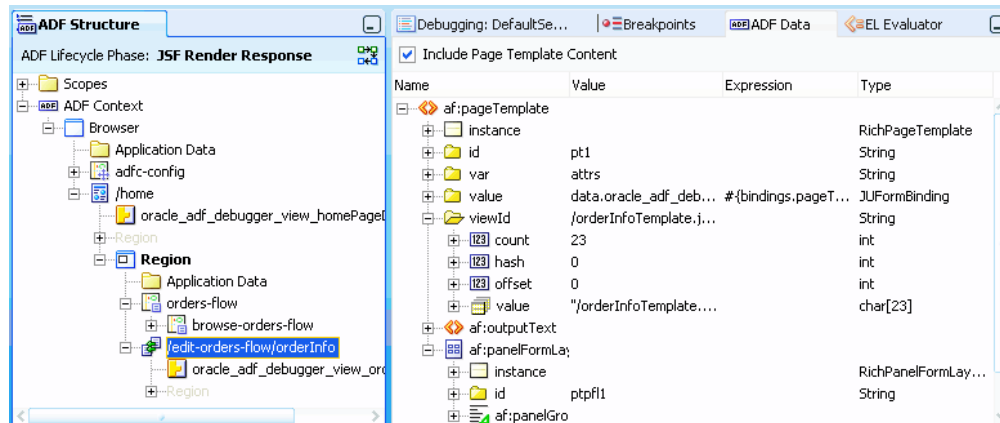 ADF Structure
ADF Lifecycle Phase: JSF Render Response
Scopes
ADF Context
Browser
Application Data
adfc-config
/home
oracle_adf_debugger_view_homePage
Region
Region
Application Data
orders-flow
browse-orders-flow
/edit-orders-flow/orderInfo
oracle_adf_debugger_view_ord
Region
Debugging: DefaultSe... Breakpoints ADF Data EL Evaluator
Include Page Template Content
Name Value Expression Type
af:pageTemplate
instance RichPageTemplate
id pt1 String
var attrs String
value data.oracle_adf_deb... #{bindings.pageT... JUFormBinding
viewId /orderInfoTemplate.j... String
count 23 int
hash 0 int
offset 0 int
value "/orderInfoTemplate.... char[23]
af:outputText
af:panelFormLay
instance RichPanelFormLay...
id ptpfl1 String
af:panelGro